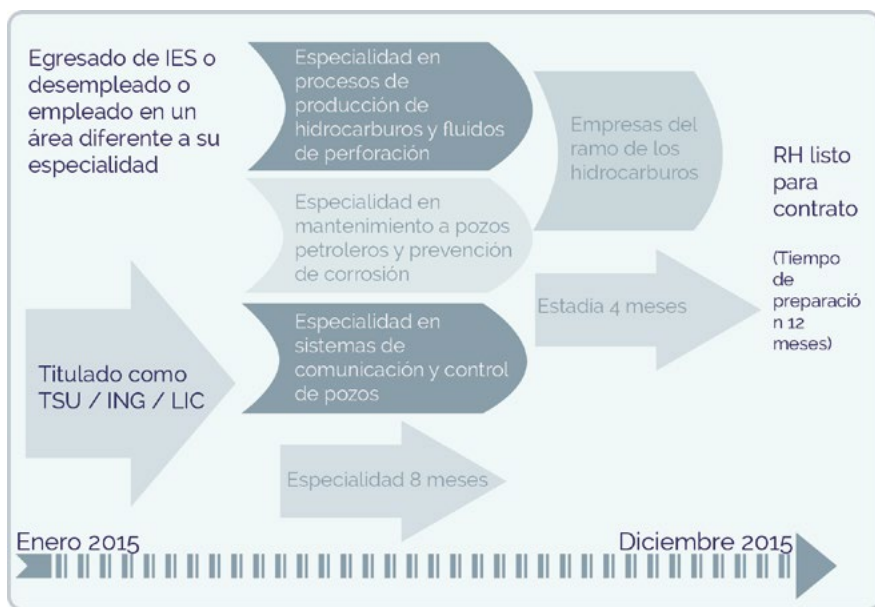 Egresado de IES o
desempleado o
empleado en un
área diferente a su
especialidad
Titulado como
TSU / ING / LIC
Especialidad en
procesos de
producción de
hidrocarburos y fluidos
de perforación
Especialidad en
mantenimiento a pozos
petroleros y prevención
de corrosión
Especialidad en
sistemas de
comunicación y control
de pozos
Especialidad 8 meses
Empresas del
ramo de los
hidrocarburos
Estadía 4 meses
RH listo
para
contrato
(Tiempo
de
preparació
n 12
meses)
Enero 2015
Diciembre 2015